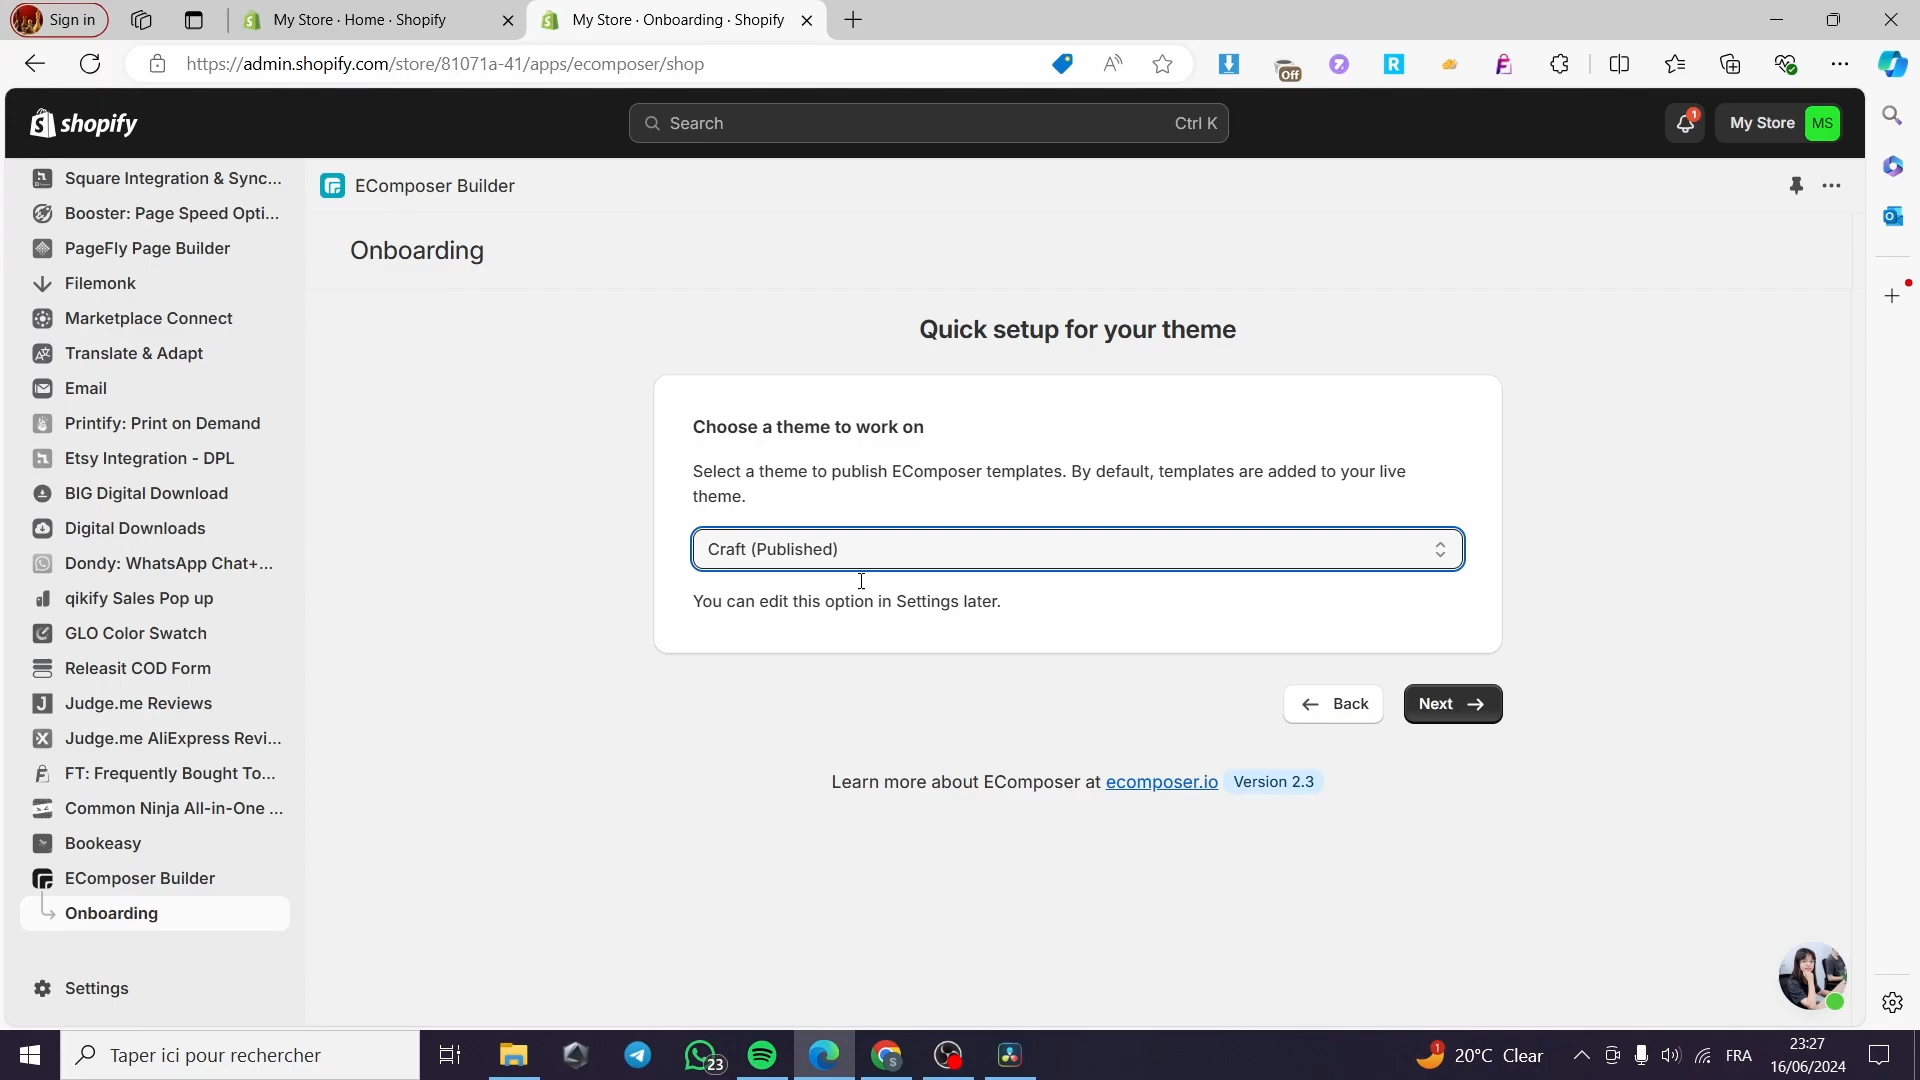 Sign in
My Store · Home · Shopify
My Store · Onboarding · Shopify
https://admin.shopify.com/store/81071a-41/apps/ecomposer/shop
Off
shopify
Search
Ctrl K
1
My Store
MS
Square Integration & Sync...
Booster: Page Speed Opti...
PageFly Page Builder
Filemonk
Marketplace Connect
Translate & Adapt
Email
Printify: Print on Demand
Etsy Integration - DPL
BIG Digital Download
Digital Downloads
Dondy: WhatsApp Chat+...
qikify Sales Pop up
GLO Color Swatch
Releasit COD Form
Judge.me Reviews
Judge.me AliExpress Revi...
FT: Frequently Bought To...
Common Ninja All-in-One ...
Bookeasy
EComposer Builder
Onboarding
Settings
EComposer Builder
Onboarding
Quick setup for your theme
Choose a theme to work on
Select a theme to publish EComposer templates. By default, templates are added to your live
theme.
Craft (Published)
You can edit this option in Settings later.
Back
Next
Learn more about EComposer at ecomposer.io
Version 2.3
Taper ici pour rechercher
23
1
20°C Clear
FRA
23:27
16/06/2024